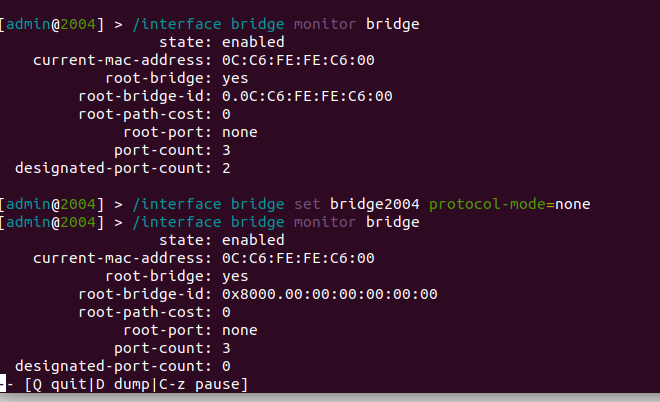 [admin@2004] > /interface bridge monitor bridge
state: enabled
current-mac-address: 0C:C6:FE:FE:C6:00
root-bridge: yes
root-bridge-id: 0.0C:C6:FE:FE:C6:00
root-path-cost: 0
root-port: none
port-count: 3
designated-port-count: 2
[admin@2004] > /interface bridge set bridge2004 protocol-mode=none
[admin@2004] > /interface bridge monitor bridge
state: enabled
current-mac-address: 0C:C6:FE:FE:C6:00
root-bridge: yes
root-bridge-id: 0x8000.00:00:00:00:00:00
root-path-cost: 0
root-port: none
port-count: 3
designated-port-count: 0
-- [Q quit|D dump|C-z pause]